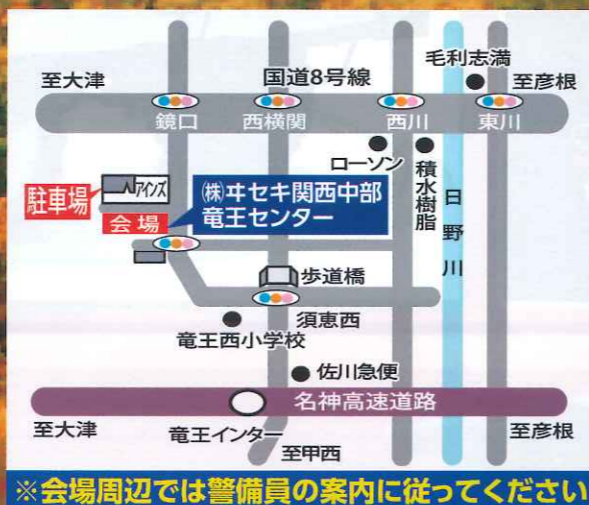 毛利志満
至大津
国道8号線
至彦根
鏡口
西横関
西川
東川
ローソン
積水樹脂
日野川
アインズ
駐車場
会場
㈱ヰセキ関西中部
竜王センター
歩道橋
須恵西
竜王西小学校
佐川急便
名神高速道路
至大津
竜王インター
至彦根
至甲西
※会場周辺では警備員の案内に従ってください